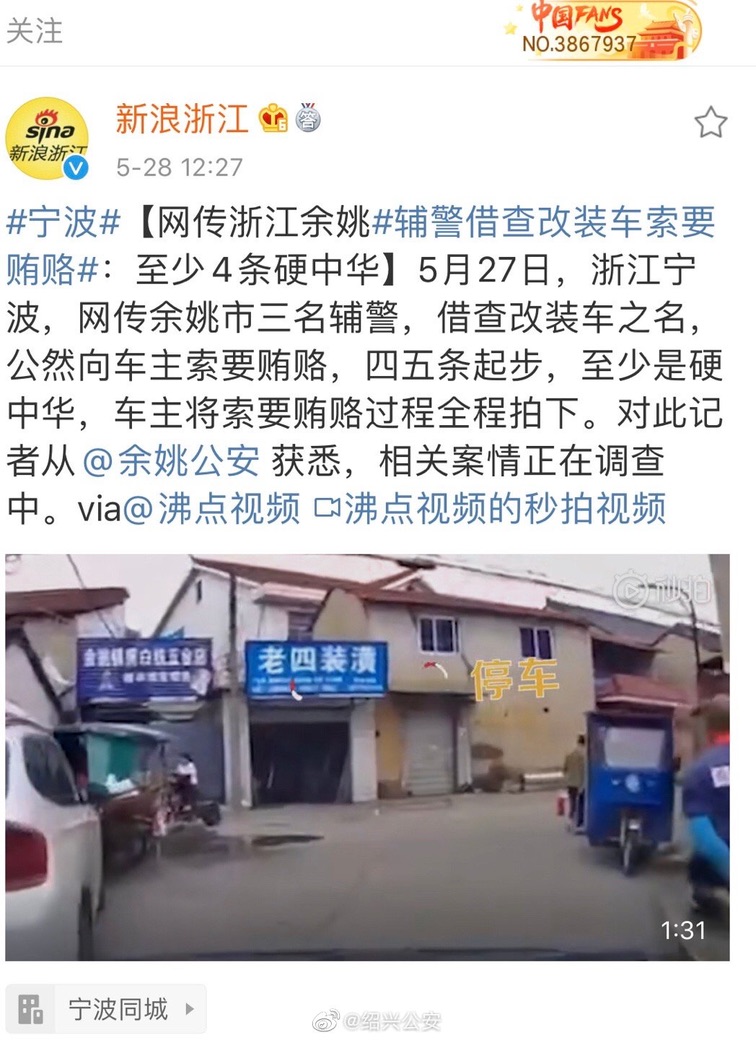 关注
中国FANS
NO.3867937
sina
新浪浙江
新浪浙江
5-28 12:27
#宁波#【网传浙江余姚#辅警借查改装车索要
贿赂#：至少4条硬中华】5月27日，浙江宁
波，网传余姚市三名辅警，借查改装车之名，
公然向车主索要贿赂，四五条起步，至少是硬
中华，车主将索要贿赂过程全程拍下。对此记
者从@余姚公安 获悉，相关案情正在调查
中。via@沸点视频 沸点视频的秒拍视频
秒拍
老四装潢
停车
1:31
宁波同城
@绍兴公安